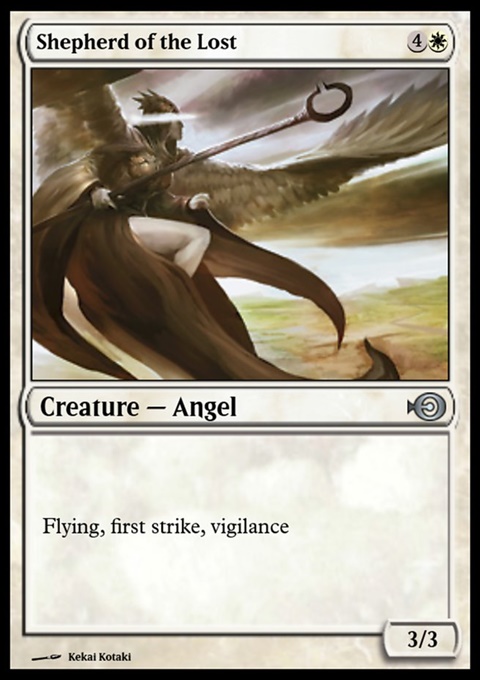 Shepherd of the Lost 4
Creature — Angel
Flying, first strike, vigilance
3/3
Kekai Kotaki